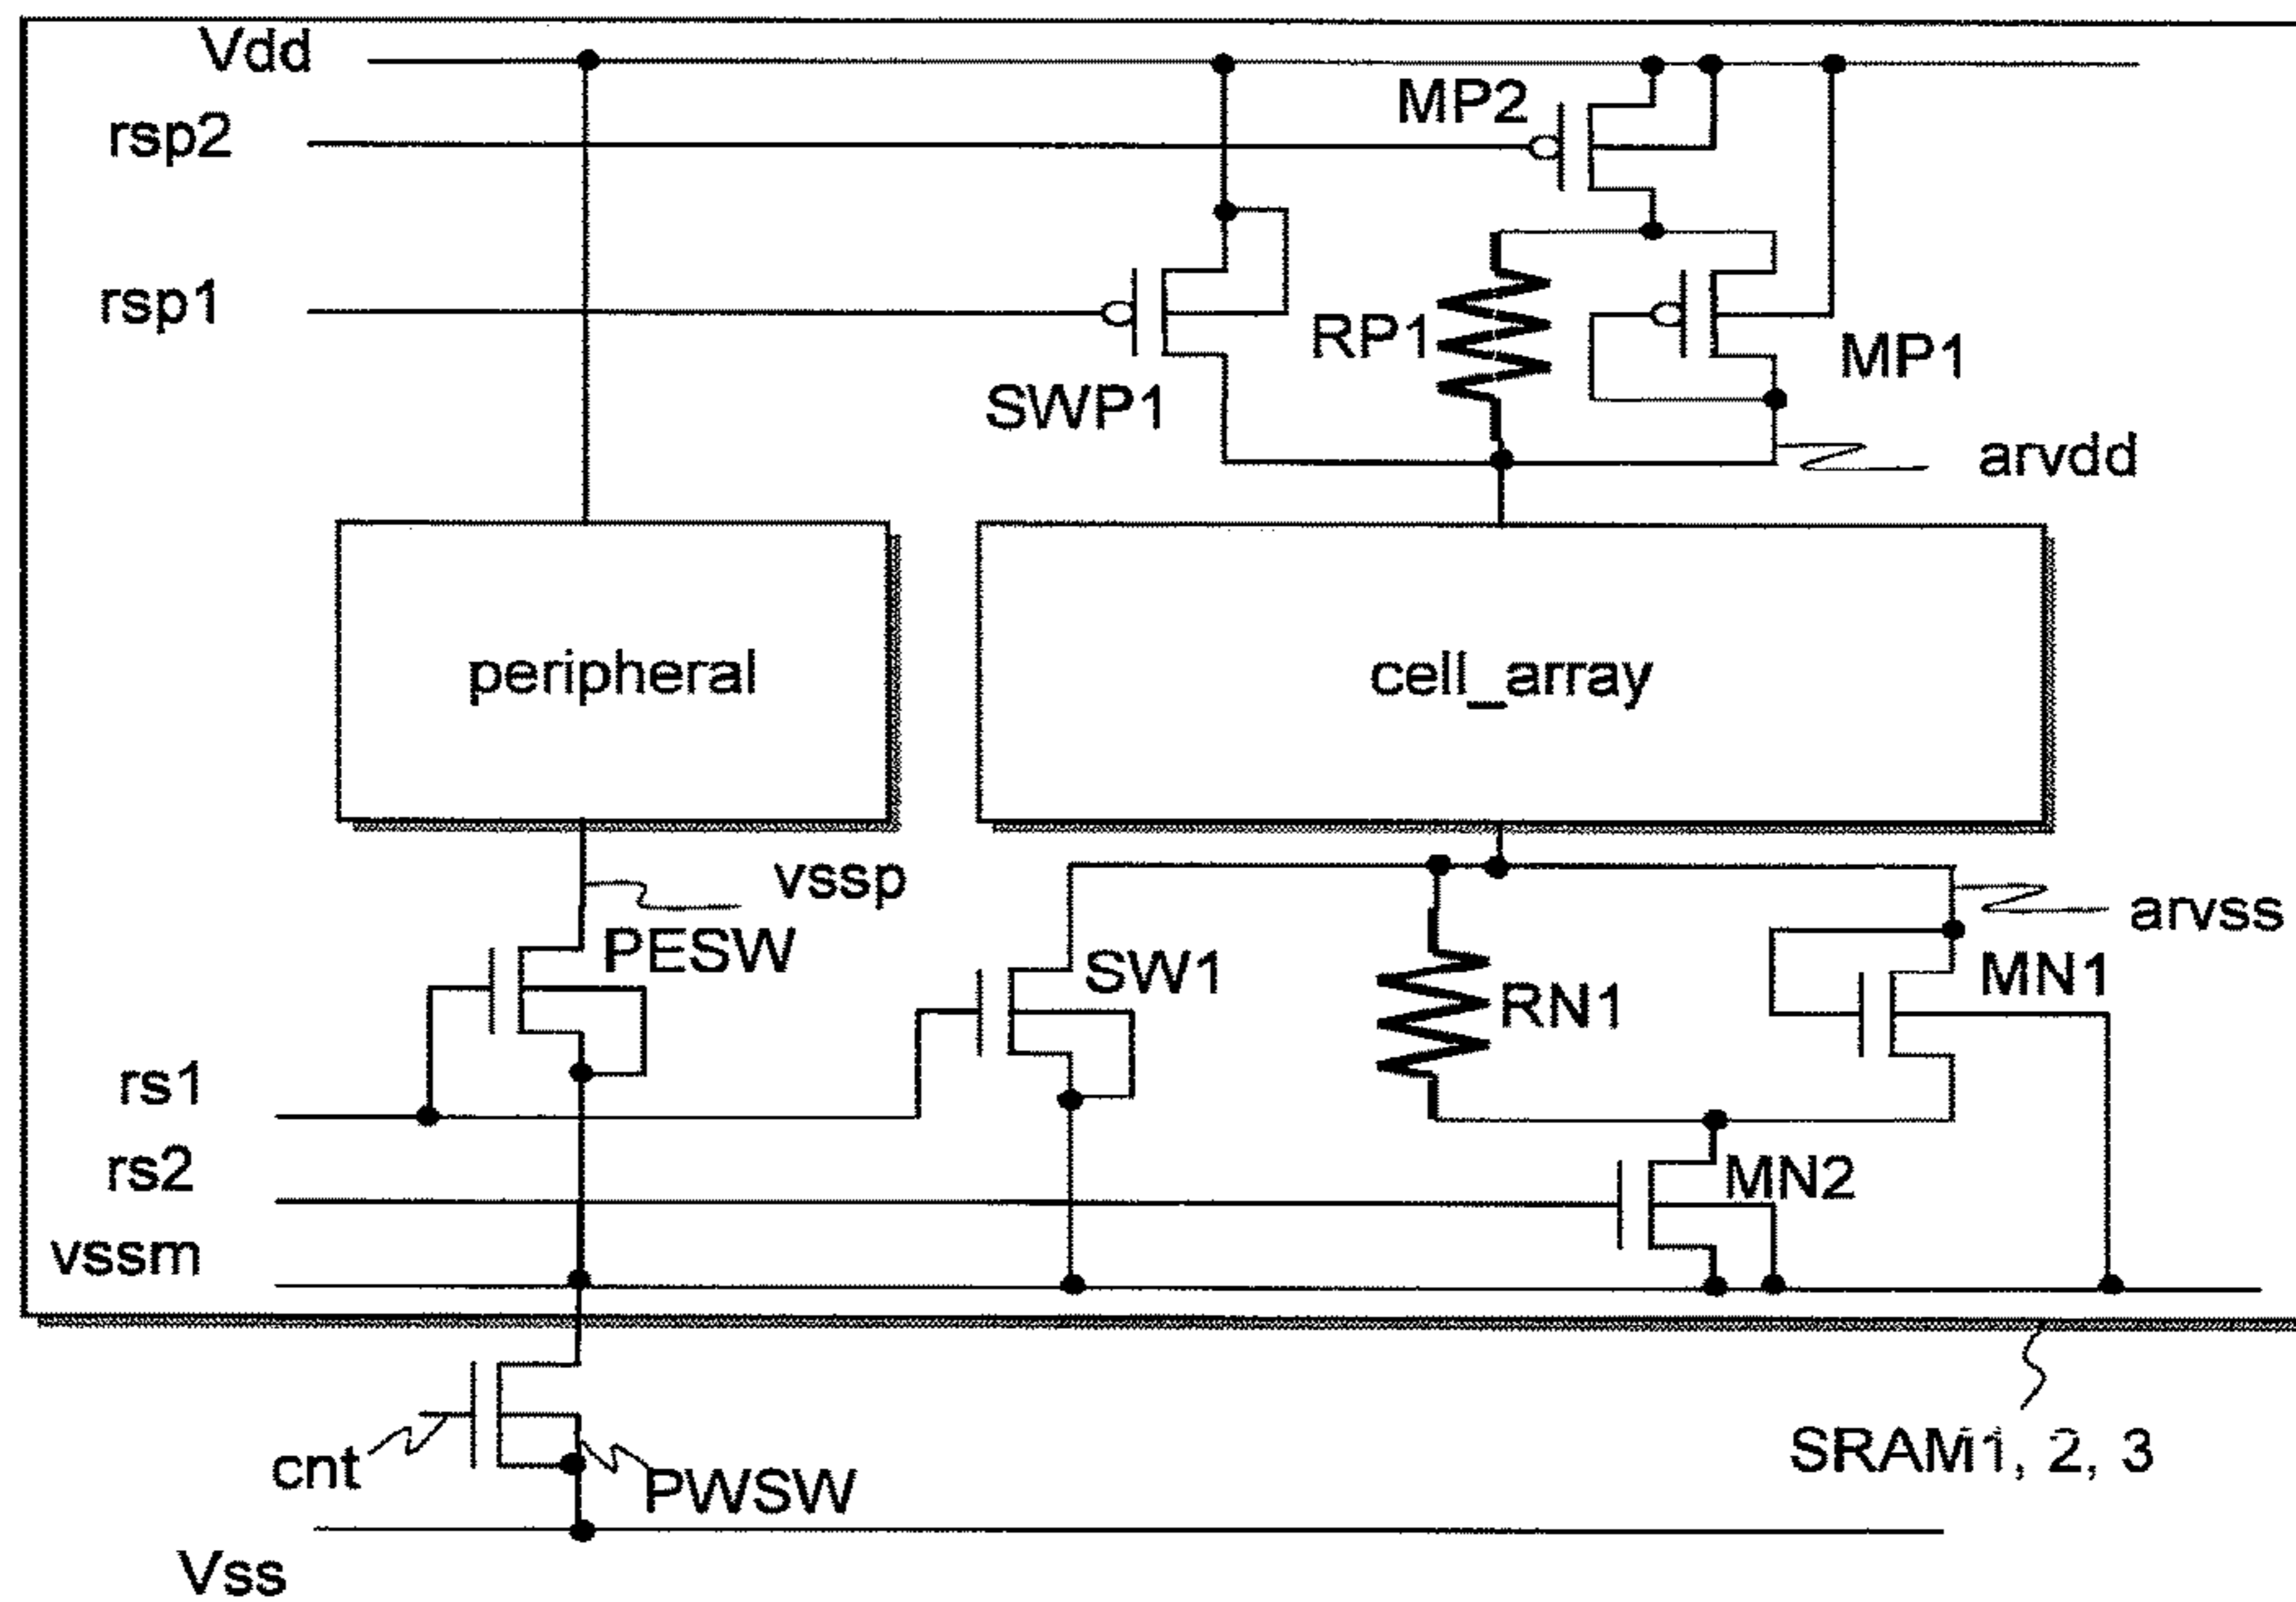 Vdd
MP2
rsp2
rsp1
RP1
MP1
SWP1
arvdd
peripheral
cell_array
vssp
arvss
PESW
SW1
MN1
RN1
rs1
rs2
MN2
vssm
cnt
PWSW
SRAM1, 2, 3
Vss